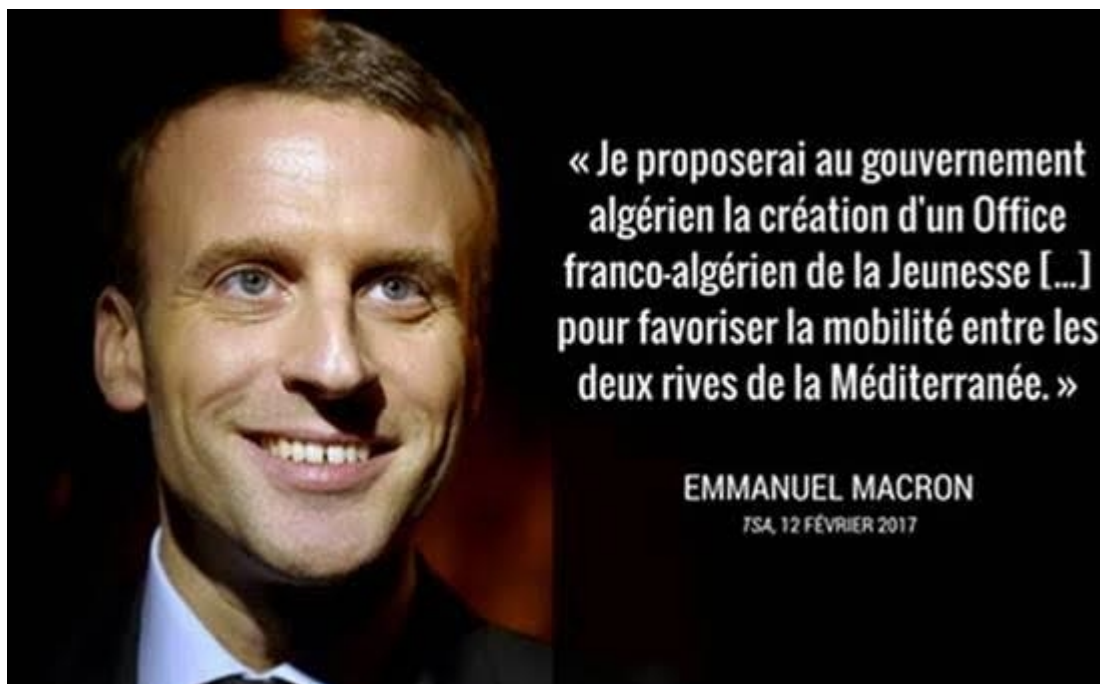 « Je proposerai au gouvernement
algérien la création d'un Office
franco-algérien de la Jeunesse [...]
pour favoriser la mobilité entre les
deux rives de la Méditerranée. »
EMMANUEL MACRON
TSA, 12 FÉVRIER 2017